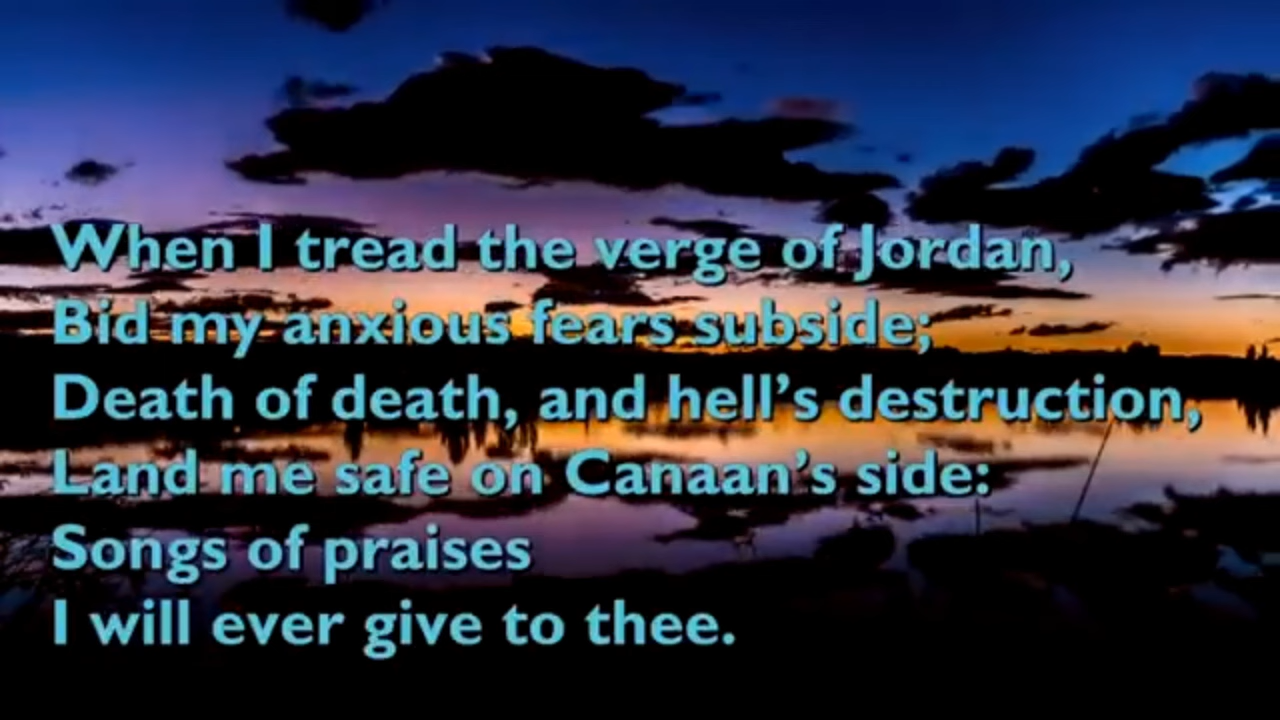 When I tread the verge of Jordan,
Bid my anxious fears subside;
Death of death, and hell’s destruction,
Land me safe on Canaan’s side:
Songs of praises
I will ever give to thee.